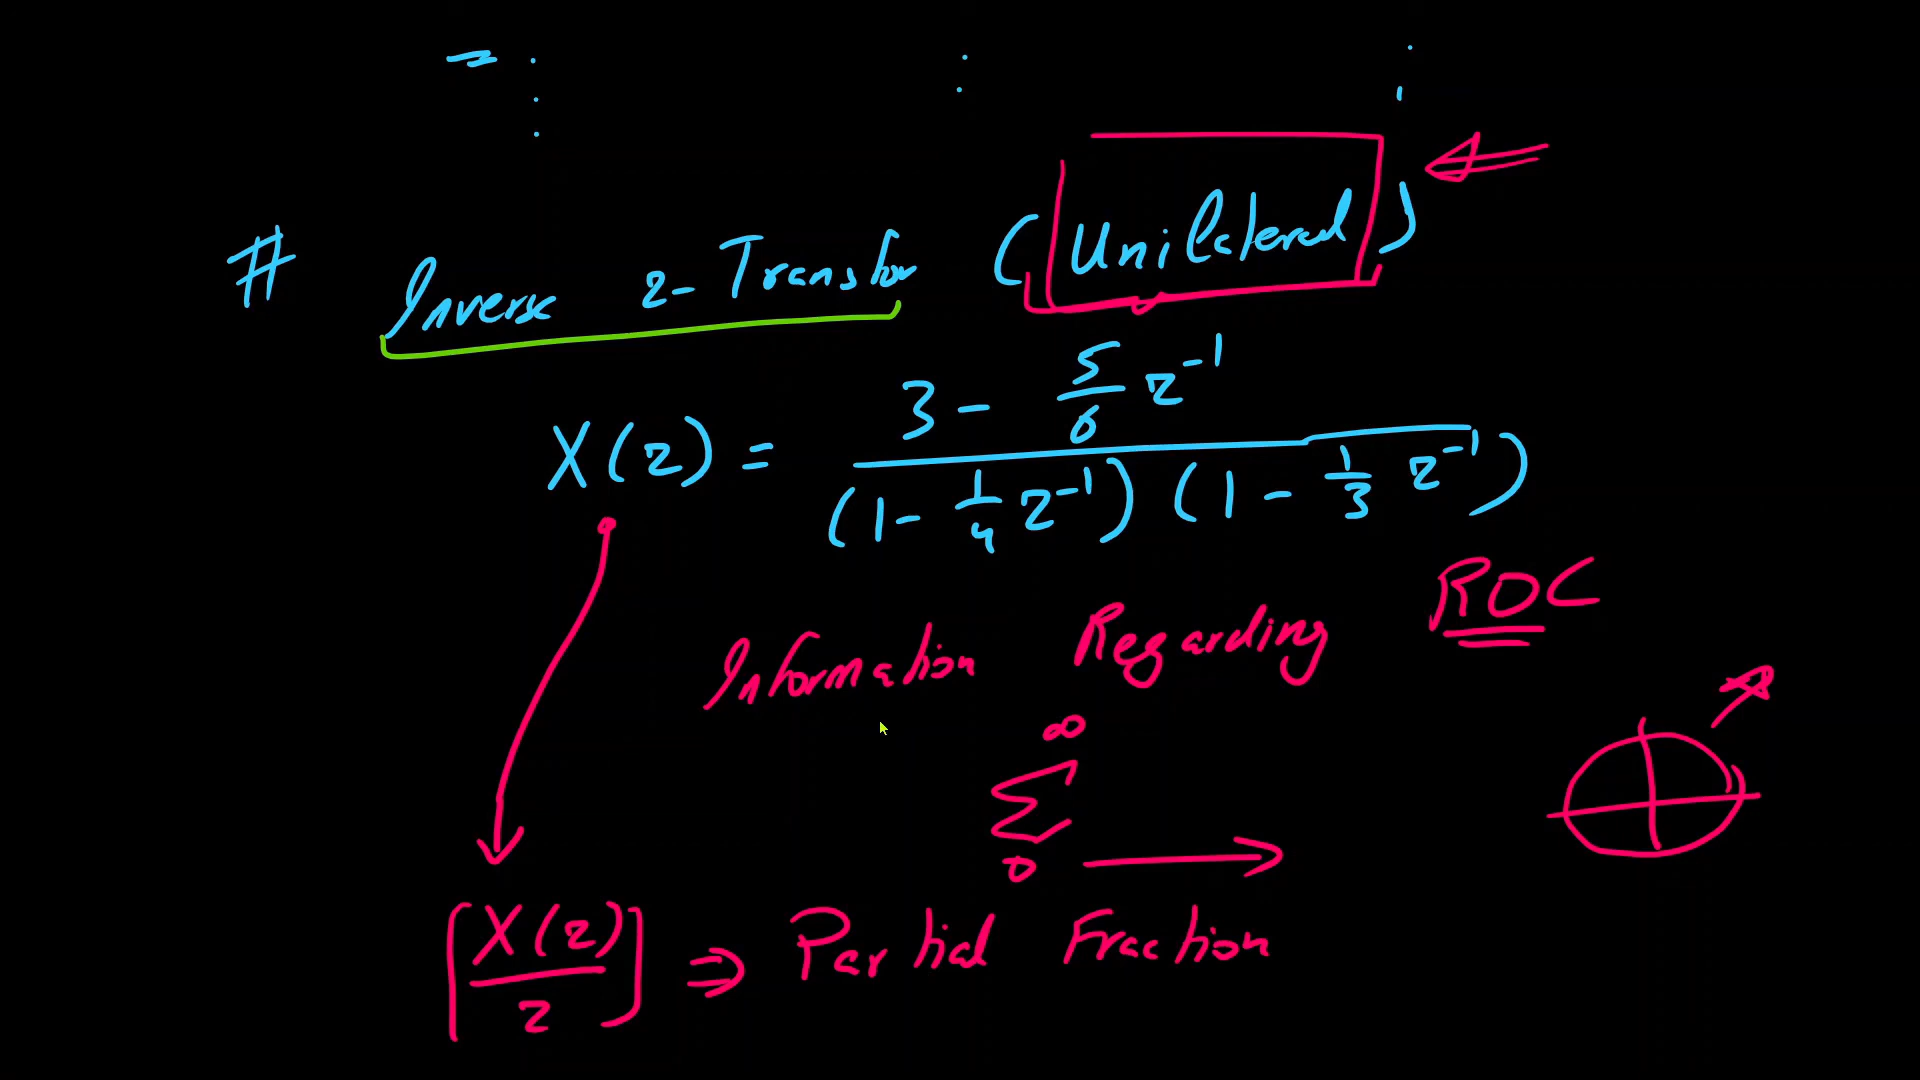 # Inverse z-Transfor (Unilateral)
X(z) = 3 - 5/6 z^-1 / (1 - 1/4 z^-1) (1 - 1/3 z^-1)
Information Regarding ROC
∞
Σ
0
[X(z)/z] ⇒ Partial Fraction